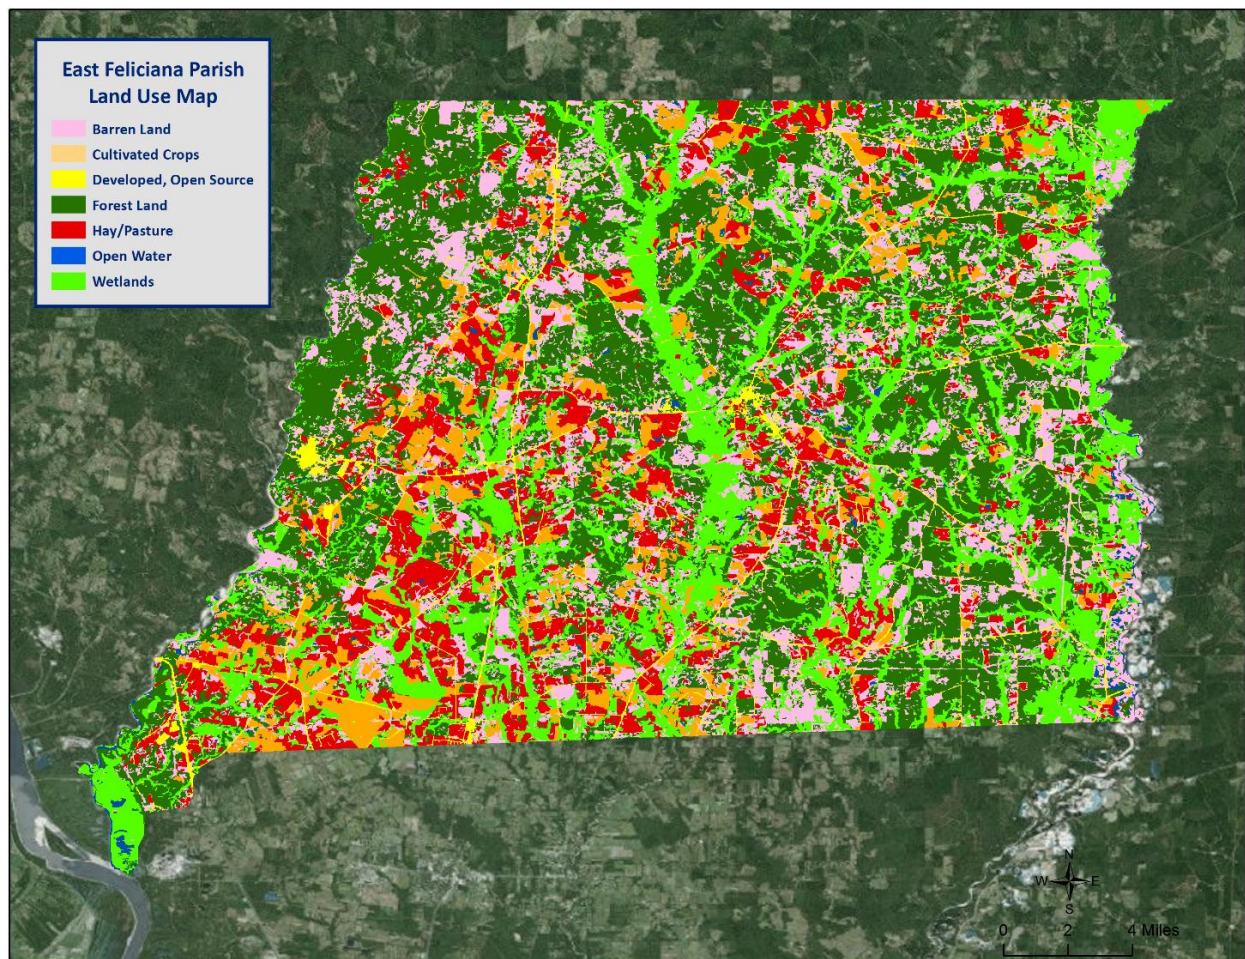 East Feliciana Parish
Land Use Map
Barren Land
Cultivated Crops
Developed, Open Source
Forest Land
Hay/Pasture
Open Water
Wetlands
N
W E
S
0 2 4 Miles